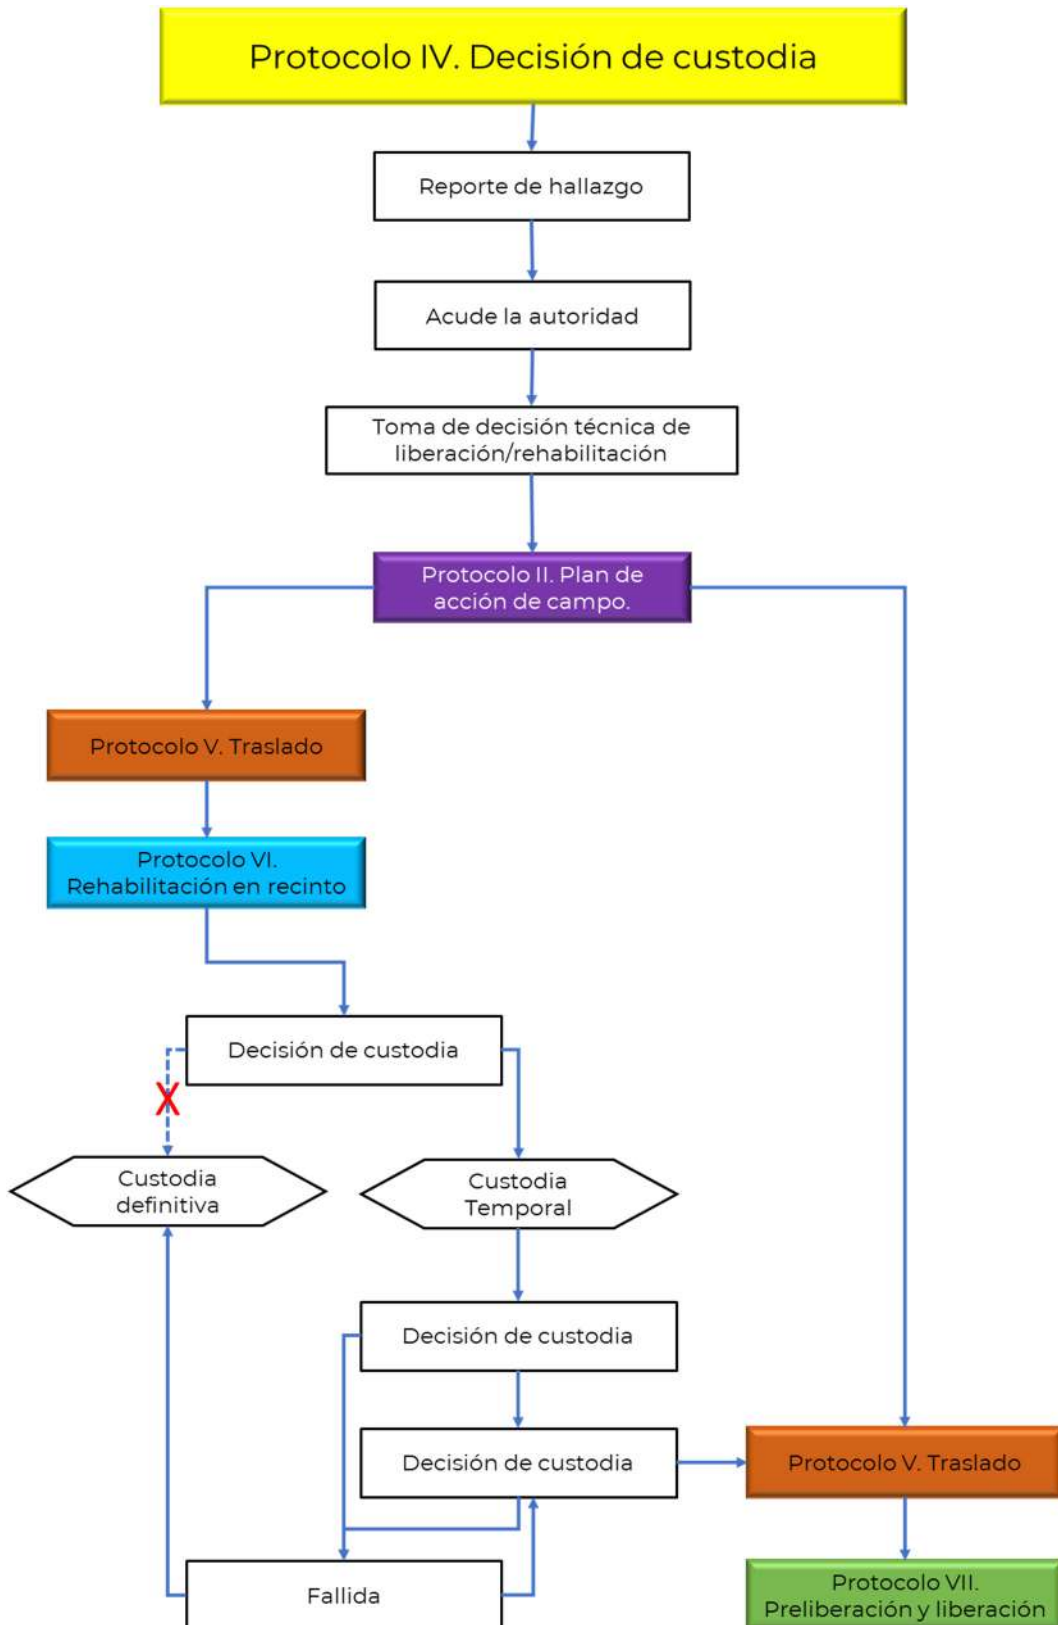 Protocolo IV. Decisión de custodia
Reporte de hallazgo
Acude la autoridad
Toma de decisión técnica de
liberación/rehabilitación
Protocolo II. Plan de
acción de campo.
Protocolo V. Traslado
Protocolo VI.
Rehabilitación en recinto
Decisión de custodia
X
Custodia
definitiva
Custodia
Temporal
Decisión de custodia
Decisión de custodia
Protocolo V. Traslado
Fallida
Protocolo VII.
Preliberación y liberación